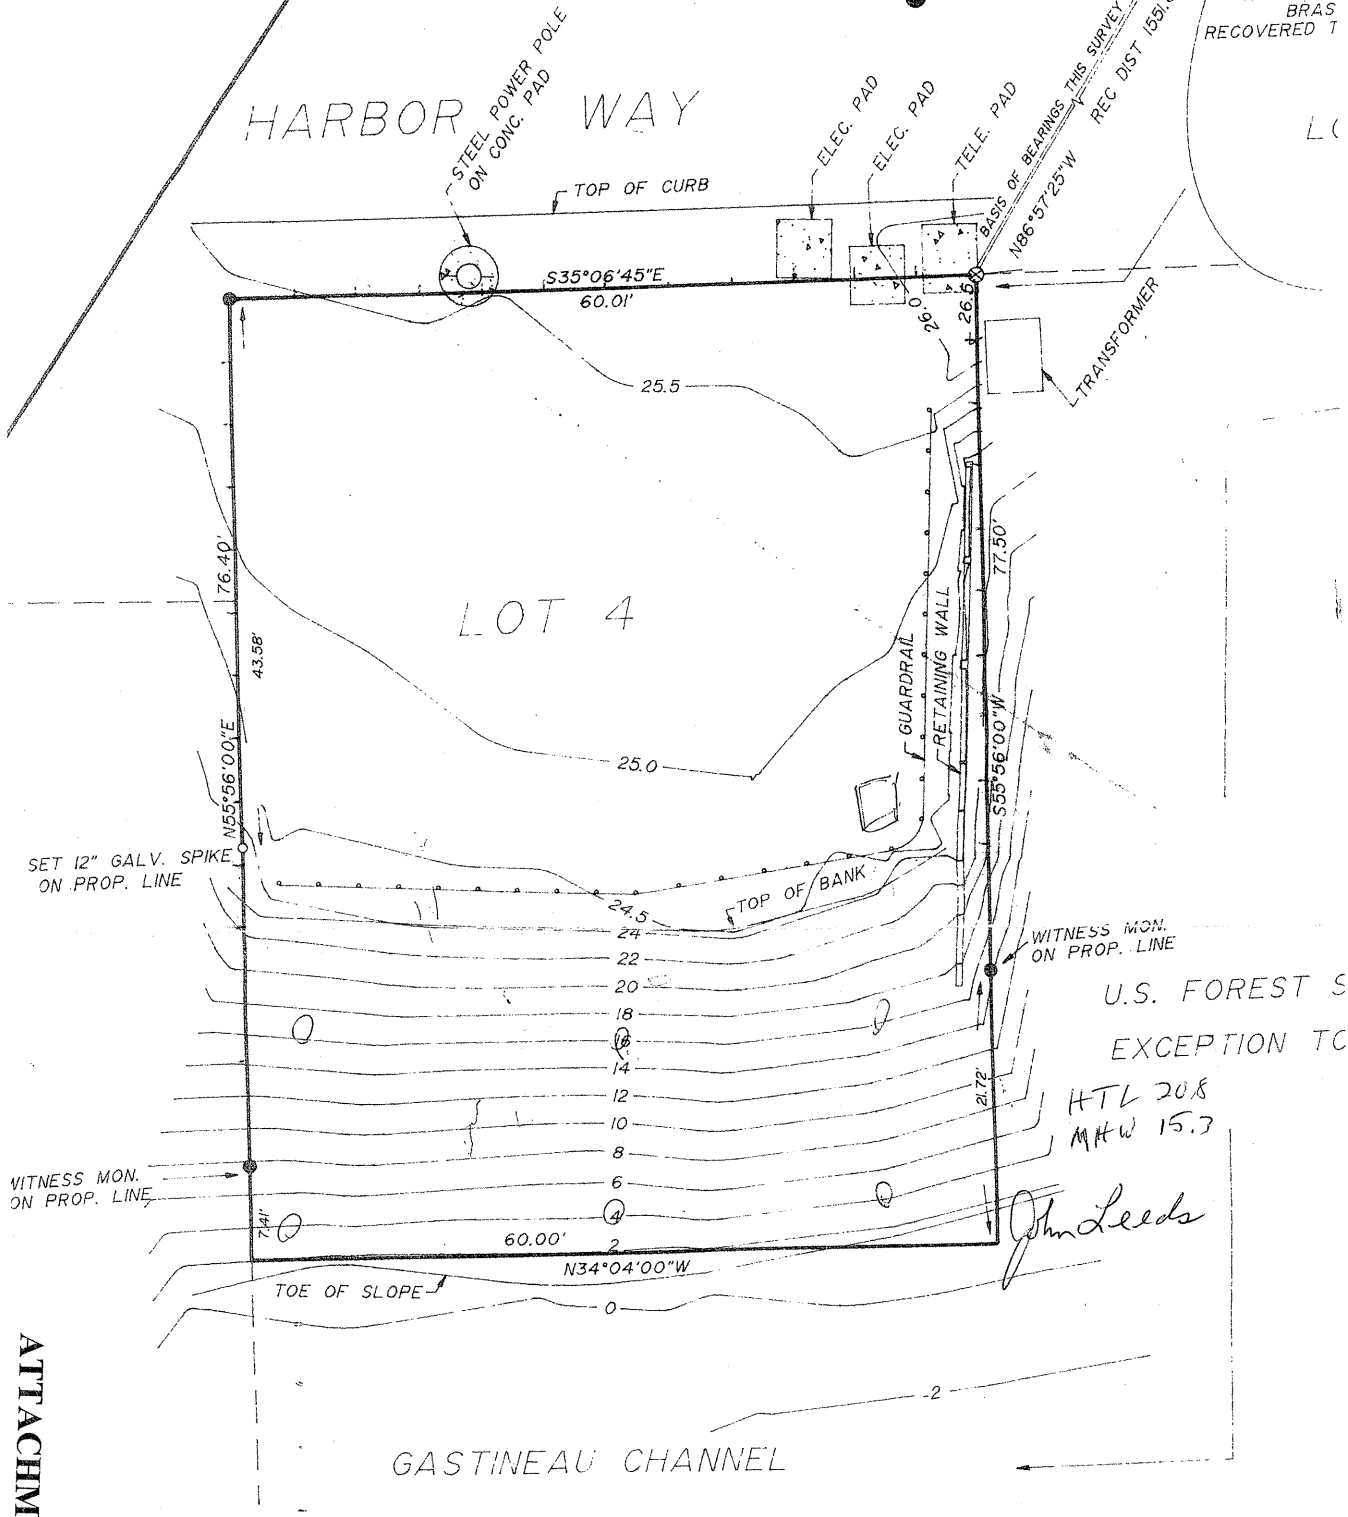 BRAS
RECOVERED T
BASIS OF BEARINGS THIS SURVEY
N86°57'25"W
REC DIST 1551.
HARBOR WAY
LO
STEEL POWER POLE
ON CONC. PAD
ELEC. PAD
ELEC. PAD
TELE. PAD
TOP OF CURB
S35°06'45"E
60.01'
26.0
26.5
TRANSFORMER
25.5
76.40'
77.50'
LOT 4
43.58'
GUARDRAIL
RETAINING WALL
N55°56'00"E
S55°56'00"W
25.0
SET 12" GALV. SPIKE
ON PROP. LINE
TOP OF BANK
24.5
24
22
20
18
16
14
12
10
8
6
4
2
WITNESS MON.
ON PROP. LINE
U.S. FOREST S
EXCEPTION TO
21.72'
HTL 20.8
MHW 15.3
WITNESS MON.
ON PROP. LINE
7.41'
John Leeds
60.00'
N34°04'00"W
TOE OF SLOPE
0
-2
GASTINEAU CHANNEL
ATTACHM